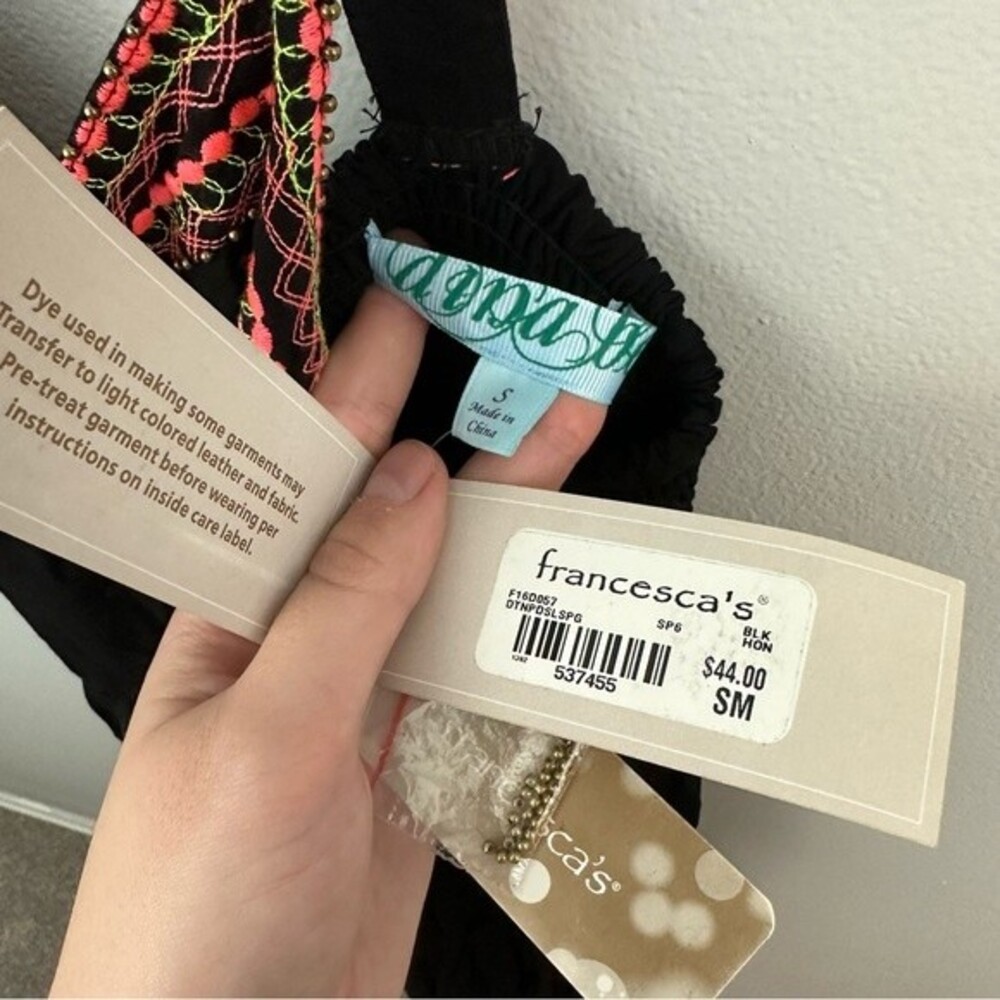 Dye used in making some garments may
Transfer to light colored leather and fabric.
Pre-treat garment before wearing per
instructions on inside care label.
S
Made in
China
francesca's®
F16D057
DTNPDSLSPG
SP6
BLK
HON
537455
$44.00
SM
sca's®